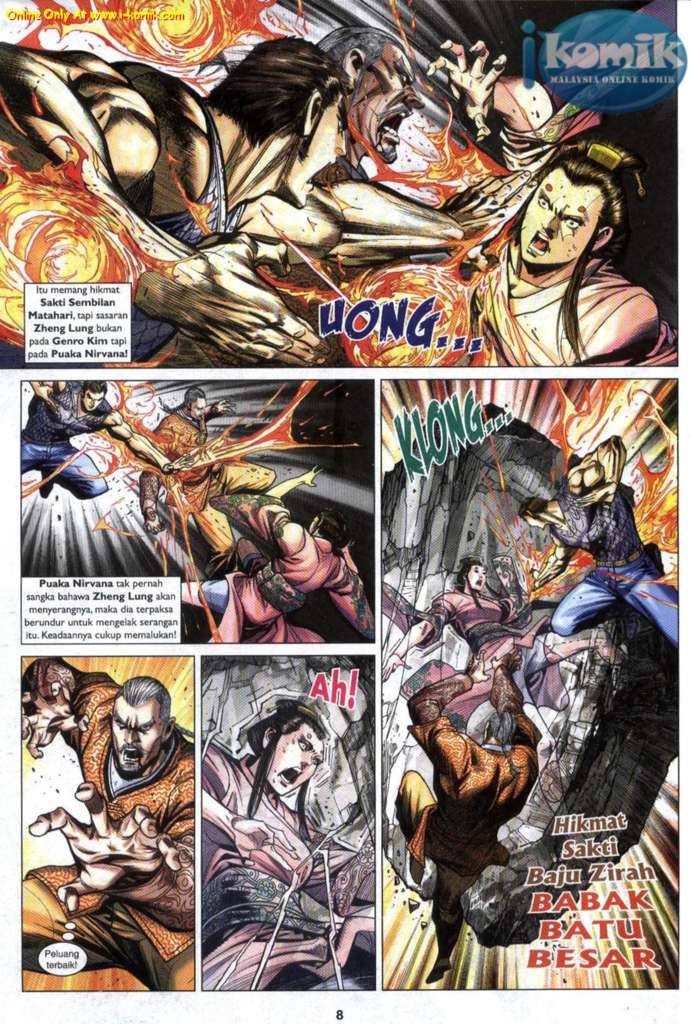 Online Only At www.i-komik.com
ikomik
MALAYSIA ONLINE KOMIK
Itu memang hikmat
Sakti Sembilan
Matahari, tapi sasaran
Zheng Lung bukan
pada Genro Kim tapi
pada Puaka Nirvana!
UONG...
Puaka Nirvana tak pernah
sangka bahawa Zheng Lung akan
menyerangnya, maka dia terpaksa
berundur untuk mengelak serangan
itu. Keadaannya cukup memalukan!
KLONG...
Peluang
terbaik!
Ah!
Hikmat
Sakti
Baju Zirah
BABAK
BATU
BESAR
8